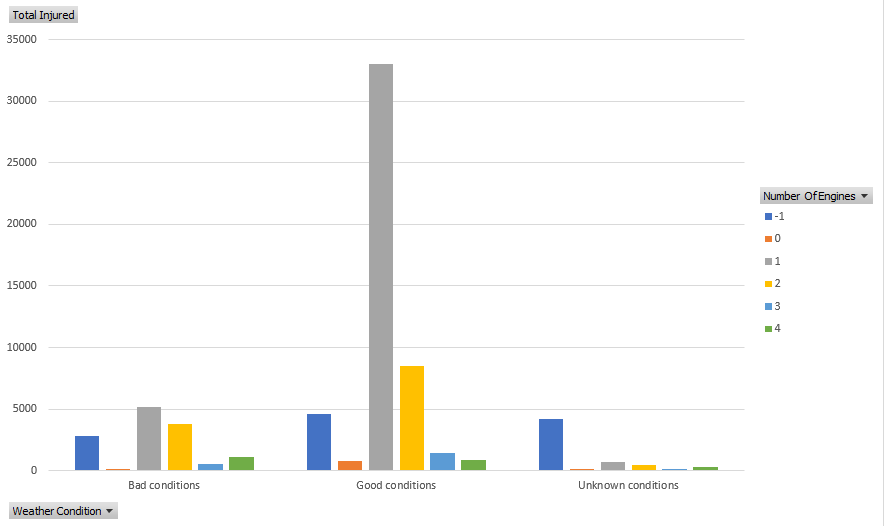 Total Injured
35000
30000
25000
20000
15000
10000
5000
0
Bad conditions
Good conditions
Unknown conditions
Number Of Engines
-1
0
1
2
3
4
Weather Condition